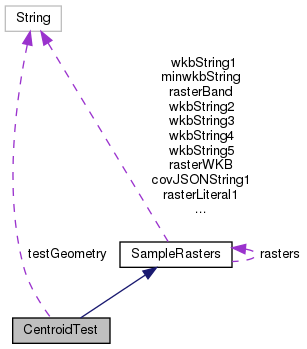 String
wkbString1
minwkbString
rasterBand
wkbString2
wkbString3
wkbString4
wkbString5
rasterWKB
covJSONString1
rasterLiteral1
...
testGeometry
SampleRasters
rasters
CentroidTest